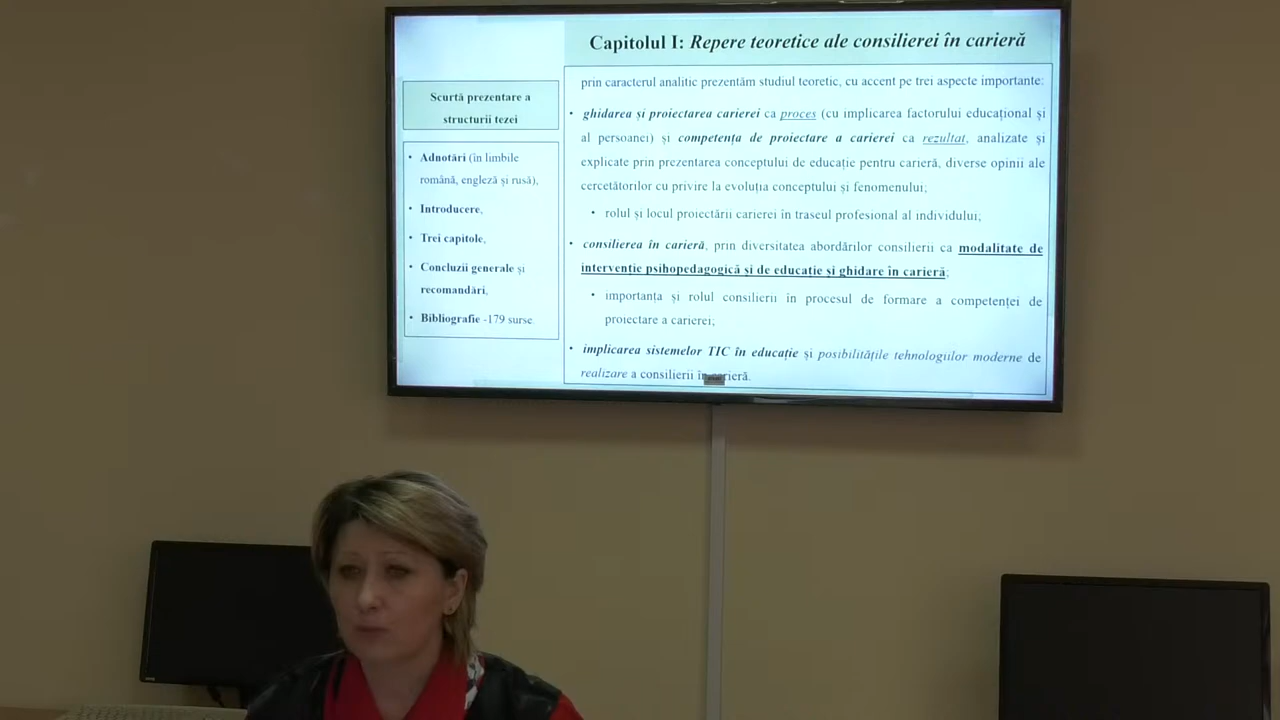 Capitolul I: Repere teoretice ale consilierei în carieră
Scurtă prezentare a
structurii tezei
• Adnotări (în limbile
română, engleză și rusă),
• Introducere,
• Trei capitole,
• Concluzii generale și
recomandări,
• Bibliografie -179 surse.
prin caracterul analitic prezentăm studiul teoretic, cu accent pe trei aspecte importante:
• ghidarea și proiectarea carierei ca proces (cu implicarea factorului educațional și
al persoanei) și competența de proiectare a carierei ca rezultat, analizate și
explicate prin prezentarea conceptului de educație pentru carieră, diverse opinii ale
cercetătorilor cu privire la evoluția conceptului și fenomenului;
• rolul și locul proiectării carierei în traseul profesional al individului;
• consilierea în carieră, prin diversitatea abordărilor consilierii ca modalitate de
intervenție psihopedagogică și de educație și ghidare în carieră;
• importanța și rolul consilierii în procesul de formare a competenței de
proiectare a carierei;
• implicarea sistemelor TIC în educație și posibilitățile tehnologiilor moderne de
realizare a consilierii în carieră.